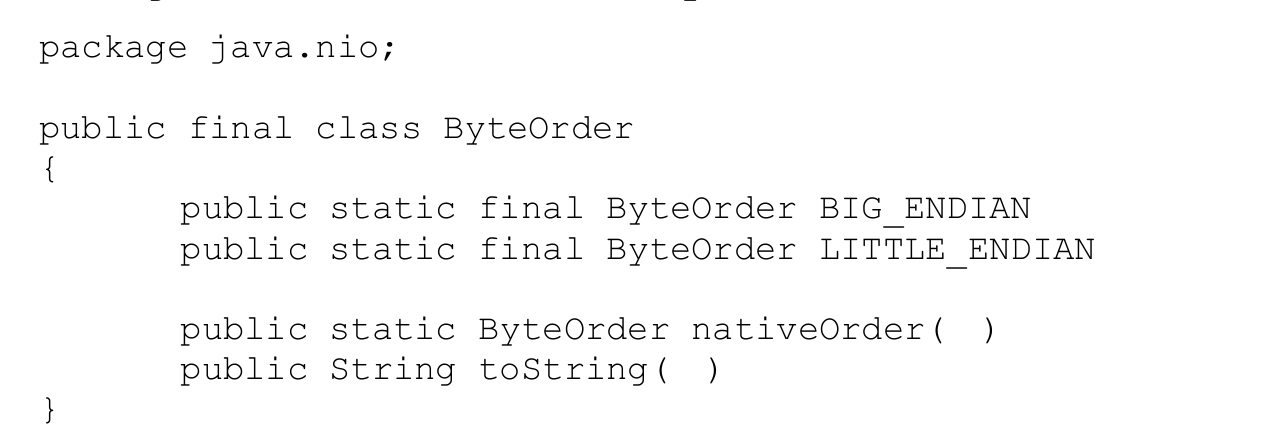 package java.nio;
public final class ByteOrder
{
public static final ByteOrder BIG_ENDIAN
public static final ByteOrder LITTLE_ENDIAN
public static ByteOrder nativeOrder( )
public String toString( )
}